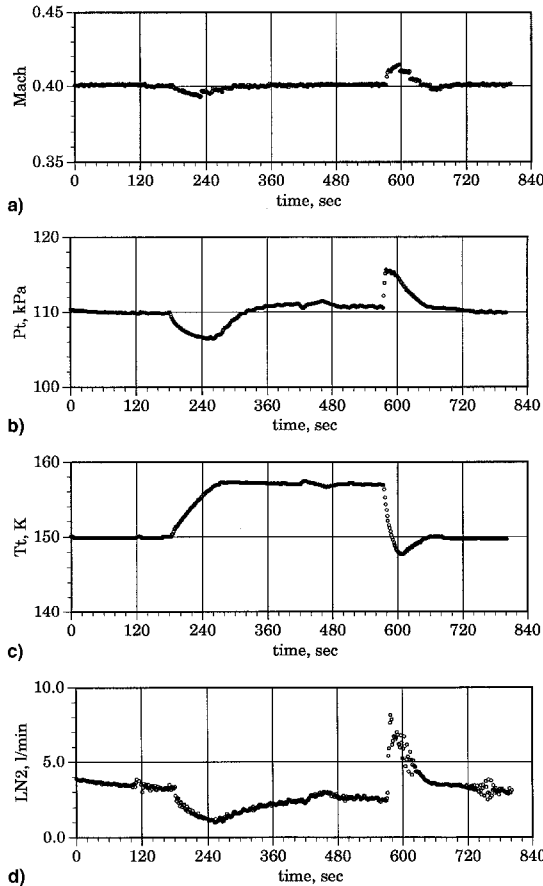 0.45
0.40
0.35
Mach
0 120 240 360 480 600 720 840
time, sec
a)
120
110
100
Pt, kPa
0 120 240 360 480 600 720 840
time, sec
b)
160
150
140
Tt, K
0 120 240 360 480 600 720 840
time, sec
c)
10.0
5.0
0.0
LN2, l/min
0 120 240 360 480 600 720 840
time, sec
d)